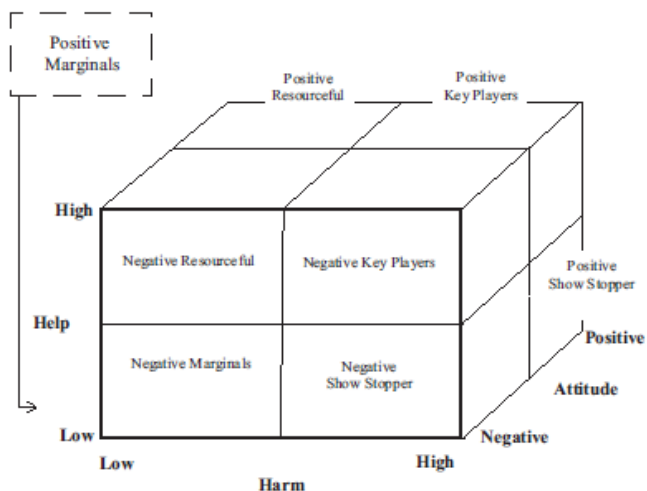 Positive
Marginals
Positive
Resourceful
Positive
Key Players
High
Negative Resourceful
Negative Key Players
Positive
Show Stopper
Help
Positive
Negative Marginals
Negative
Show Stopper
Attitude
Low
Negative
Low
High
Harm